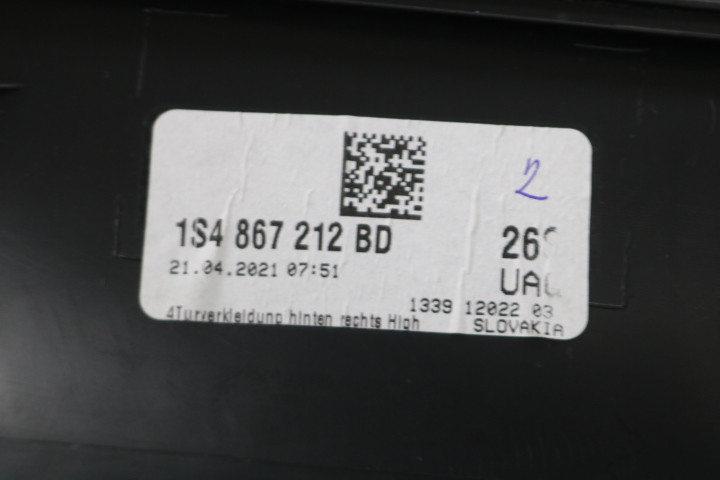 2
1S4 867 212 BD
21.04.2021 07:51
1339 12022 03
4Turverkleidung hinten rechts High
SLOVAKIA